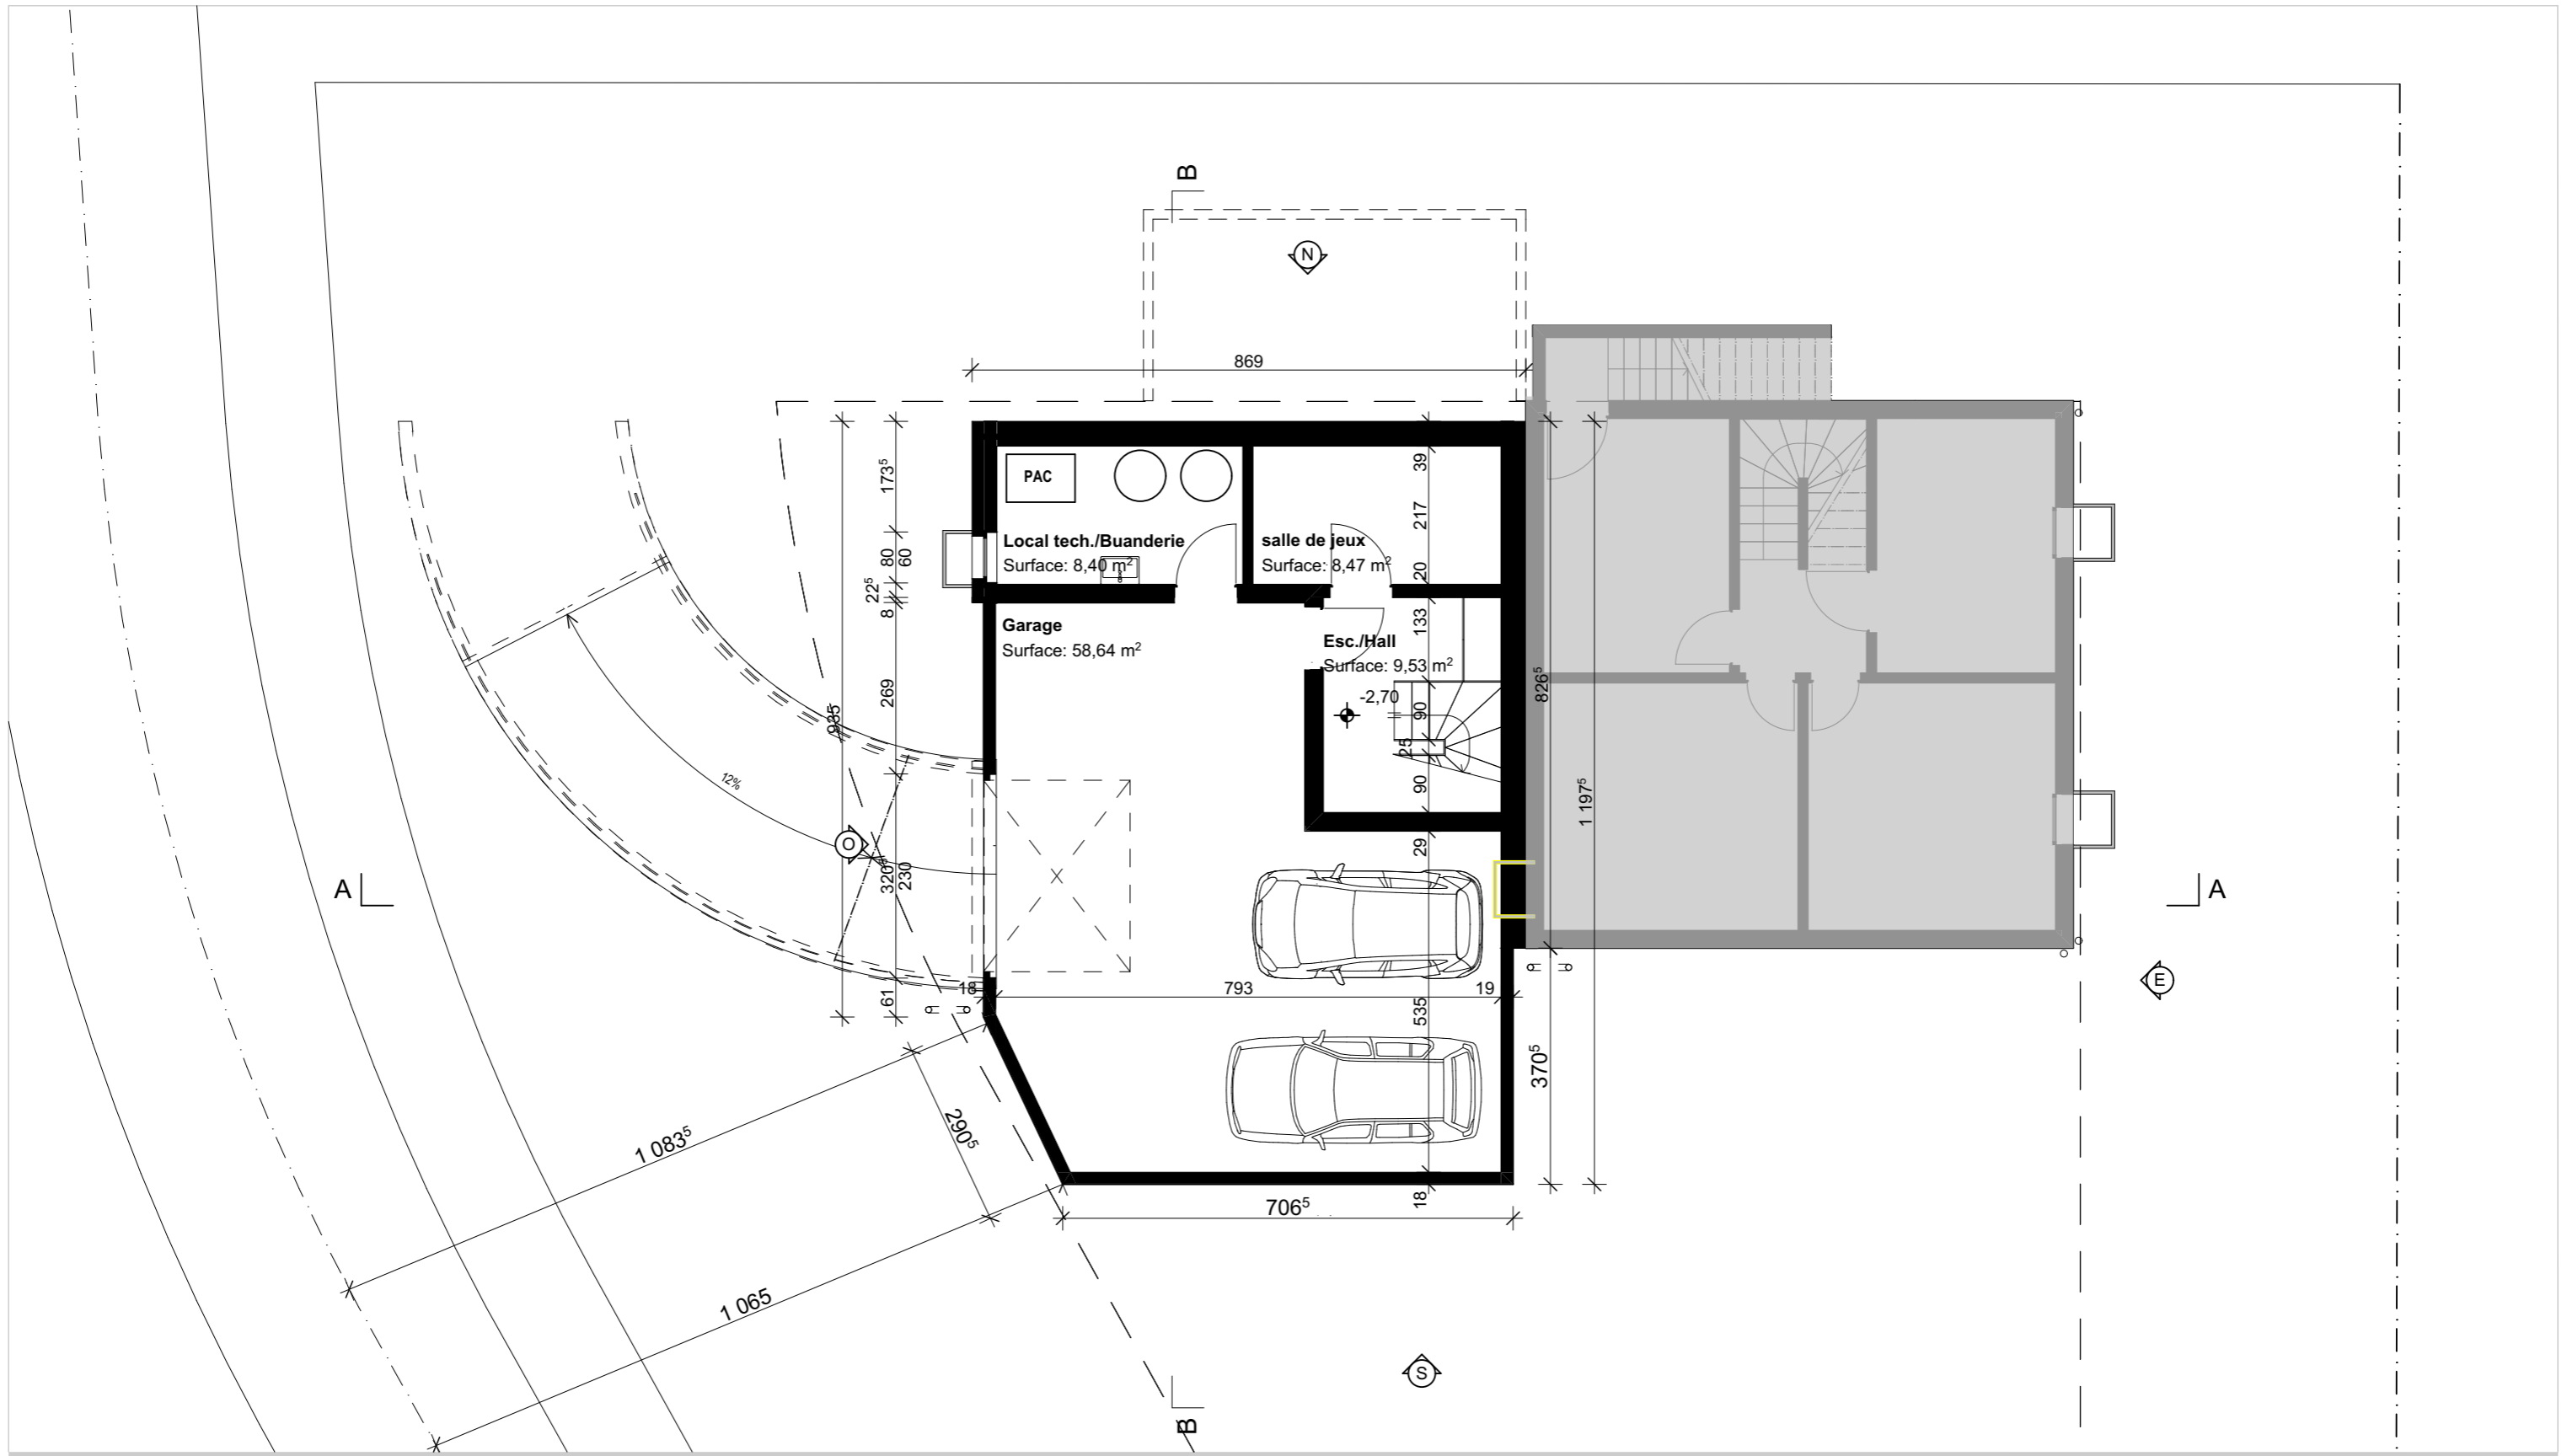 B
N
869
173⁵
39
PAC
217
Local tech./Buanderie
Surface: 8,40 m²
salle de jeux
Surface: 8,47 m²
80
60
20
22⁵
8
133
Garage
Surface: 58,64 m²
Esc./Hall
Surface: 9,53 m²
-2,70
269
826⁵
935
90
25
90
12%
1 197⁵
O
29
320⁵
230
A
A
E
61
18
793
19
535
370⁵
1 083⁵
290⁵
18
706⁵
1 065
S
B